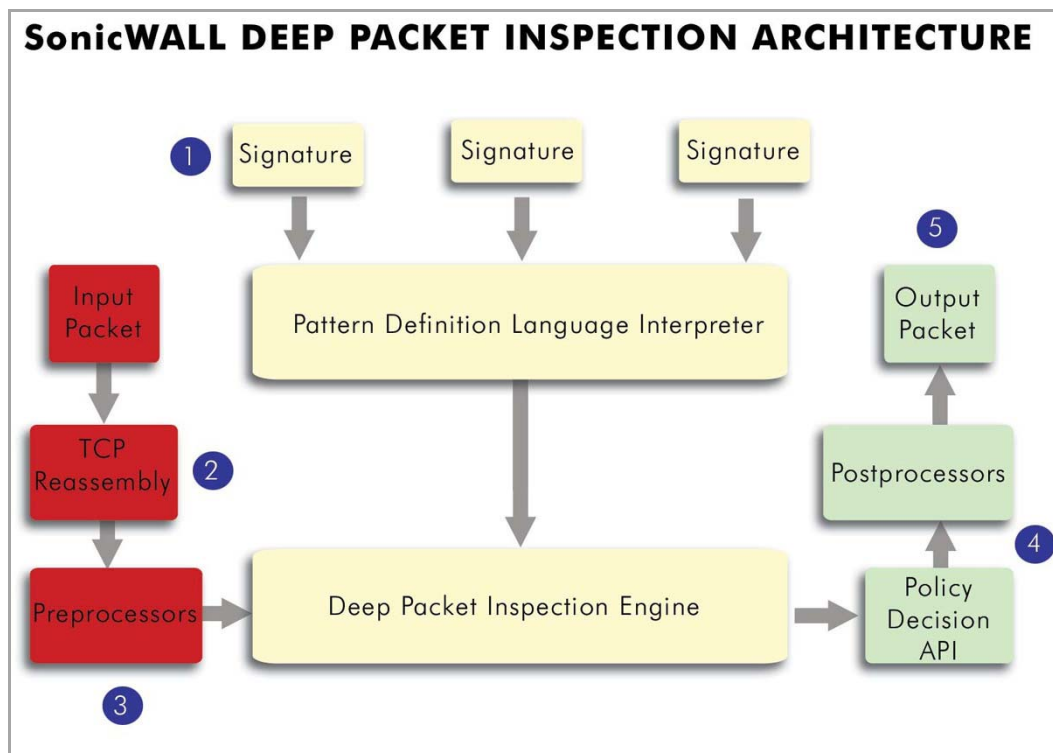 SonicWALL DEEP PACKET INSPECTION ARCHITECTURE
1
Signature
Signature
Signature
5
Input
Packet
Pattern Definition Language Interpreter
Output
Packet
TCP
Reassembly
2
Postprocessors
4
Preprocessors
Deep Packet Inspection Engine
Policy
Decision
API
3